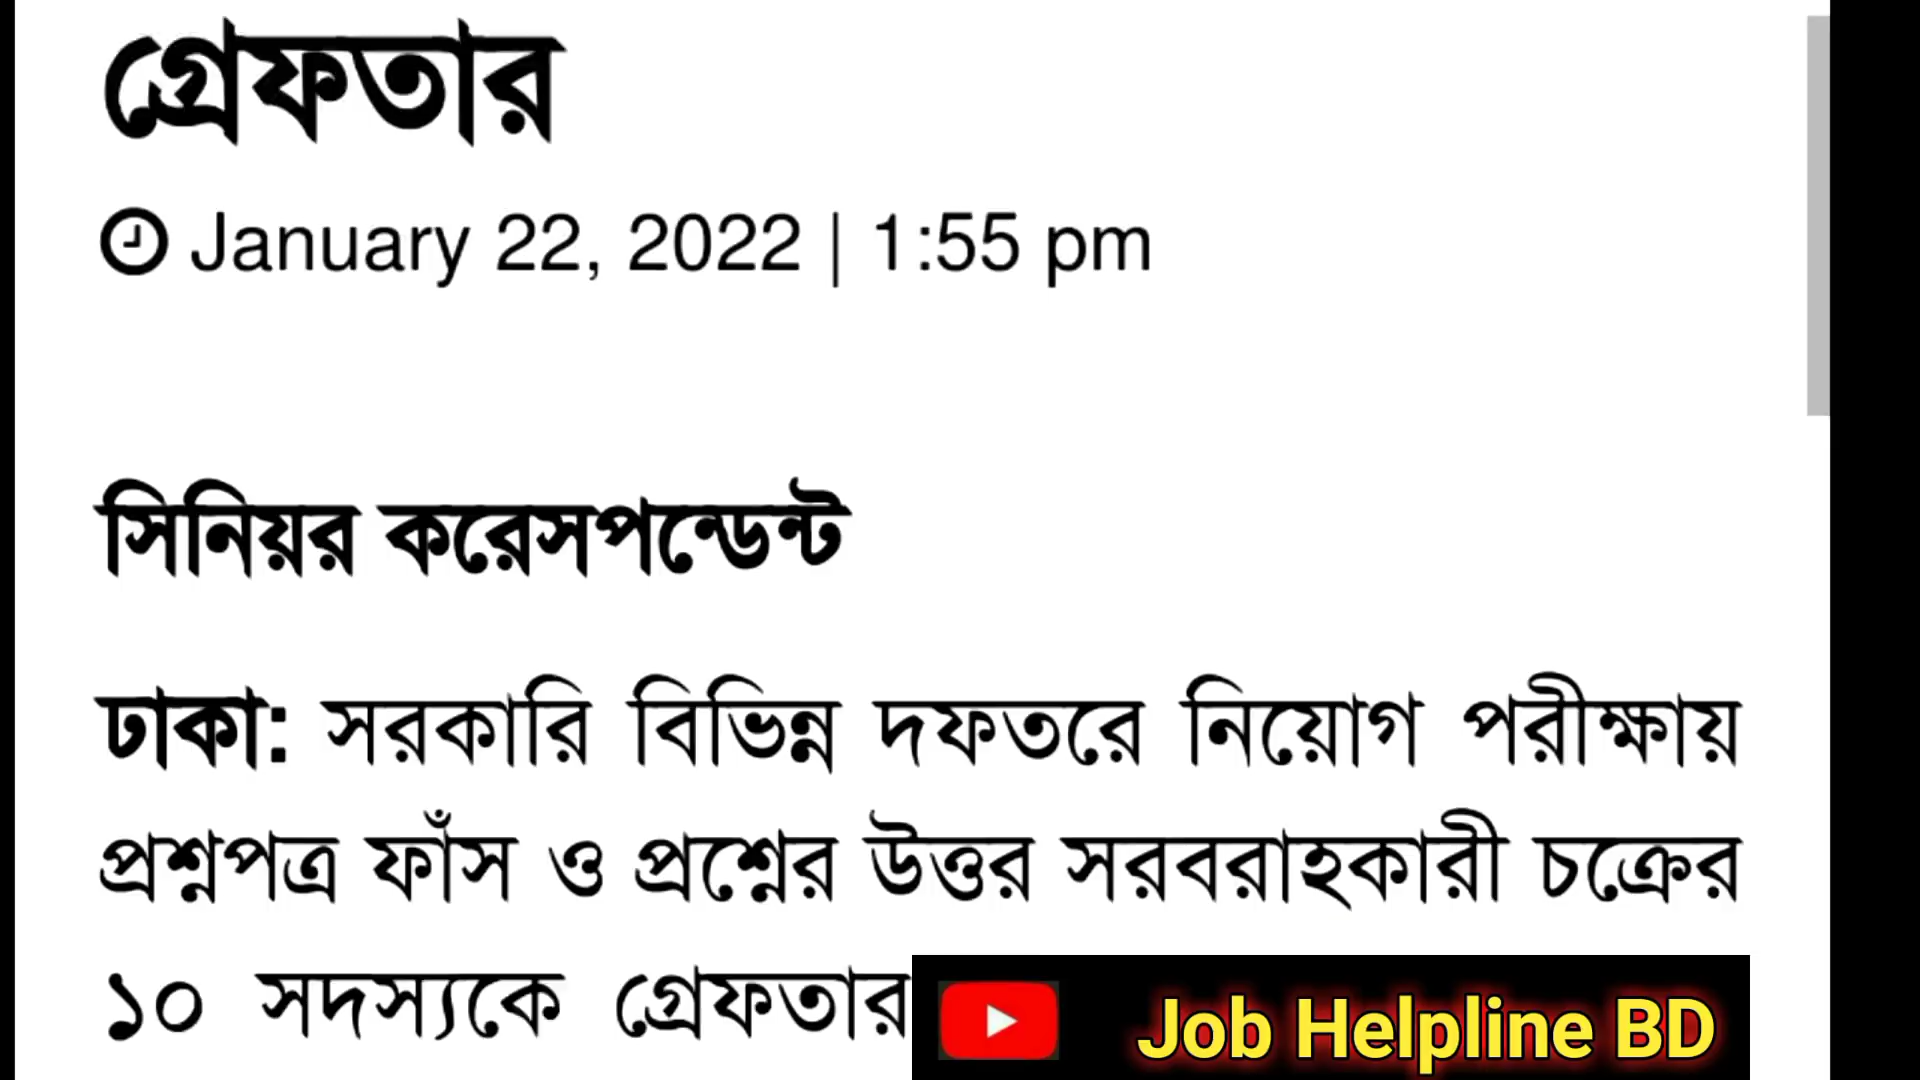 গ্রেফতার
January 22, 2022 | 1:55 pm
সিনিয়র করেসপন্ডেন্ট
ঢাকা: সরকারি বিভিন্ন দফতরে নিয়োগ পরীক্ষায়
প্রশ্নপত্র ফাঁস ও প্রশ্নের উত্তর সরবরাহকারী চক্রের
১০ সদস্যকে গ্রেফতার
Job Helpline BD